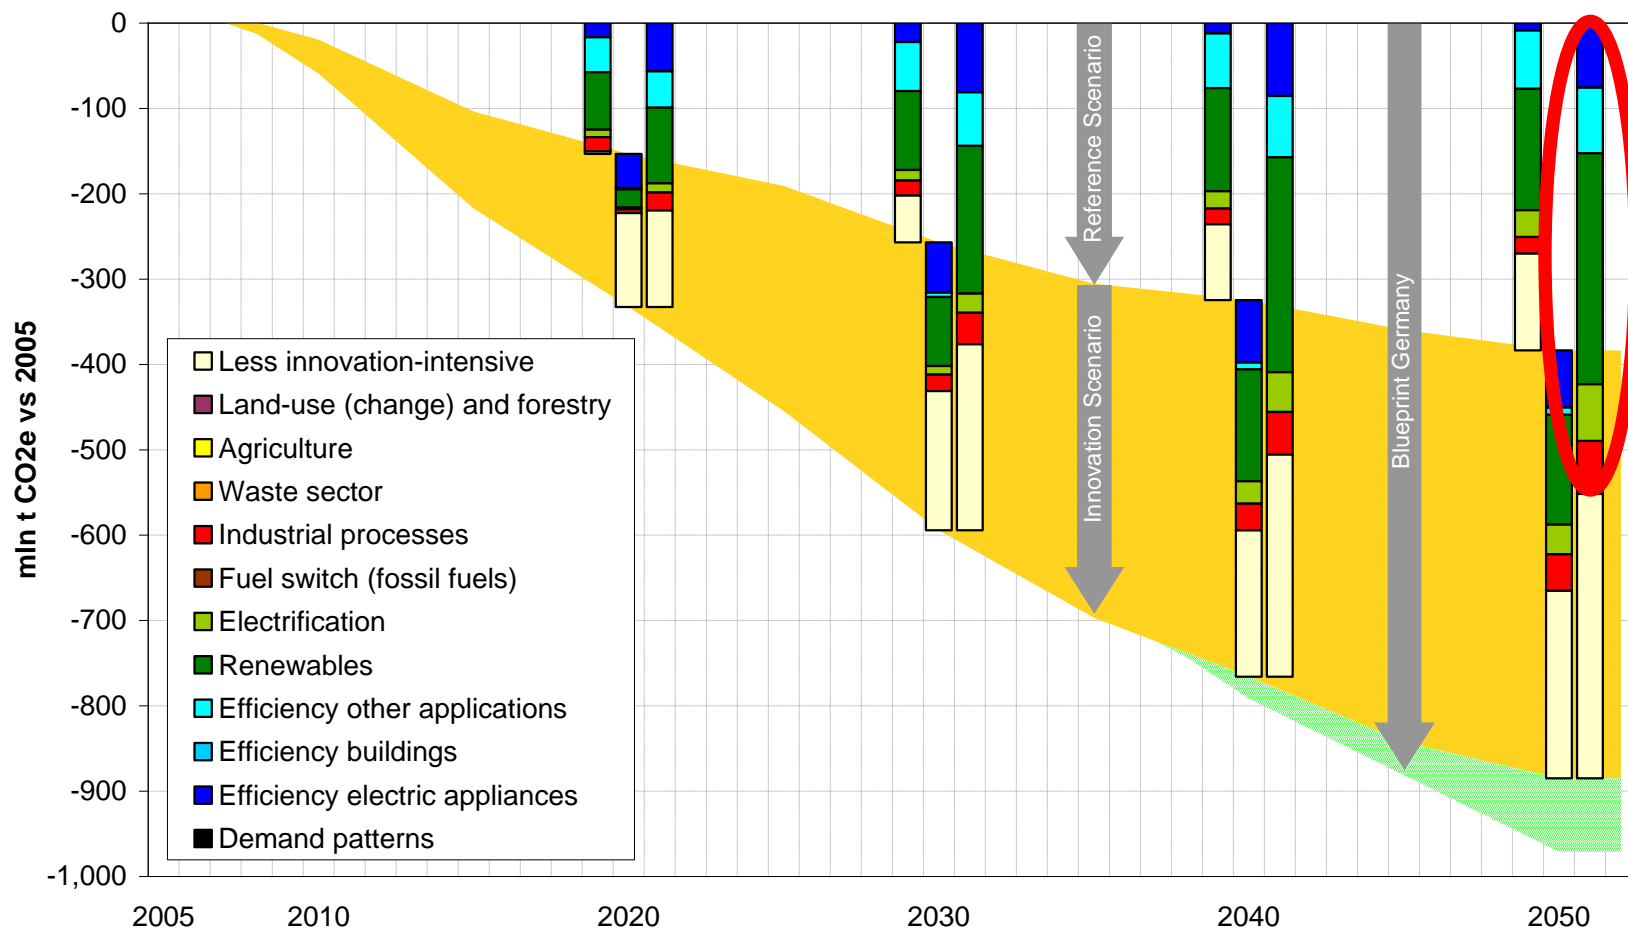 0
-100
-200
-300
-400
-500
-600
-700
-800
-900
-1,000
mln t CO2e vs 2005
Reference Scenario
Innovation Scenario
Blueprint Germany
Less innovation-intensive
Land-use (change) and forestry
Agriculture
Waste sector
Industrial processes
Fuel switch (fossil fuels)
Electrification
Renewables
Efficiency other applications
Efficiency buildings
Efficiency electric appliances
Demand patterns
2005 2010 2020 2030 2040 2050